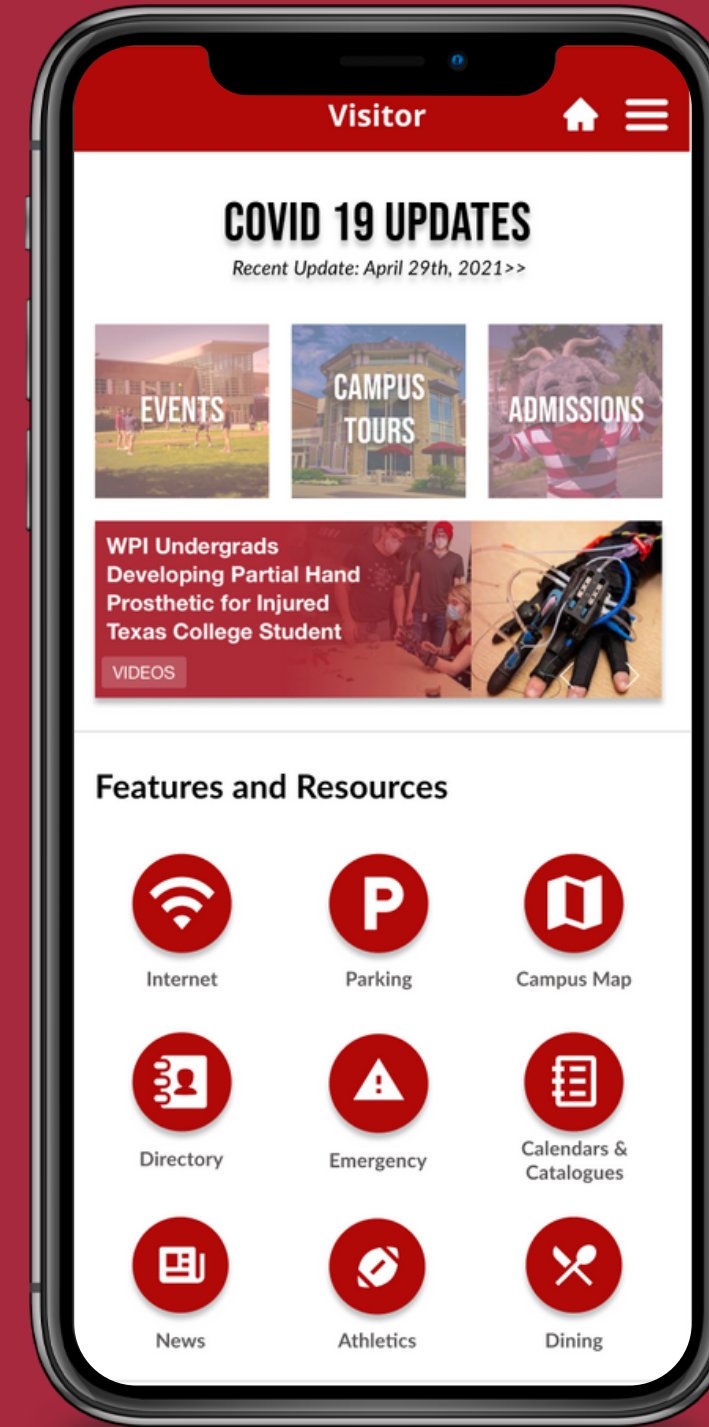 Visitor
COVID 19 UPDATES
Recent Update: April 29th, 2021>>
EVENTS
CAMPUS
TOURS
ADMISSIONS
WPI Undergrads
Developing Partial Hand
Prosthetic for Injured
Texas College Student
VIDEOS
Features and Resources
Internet
Parking
Campus Map
Directory
Emergency
Calendars &
Catalogues
News
Athletics
Dining